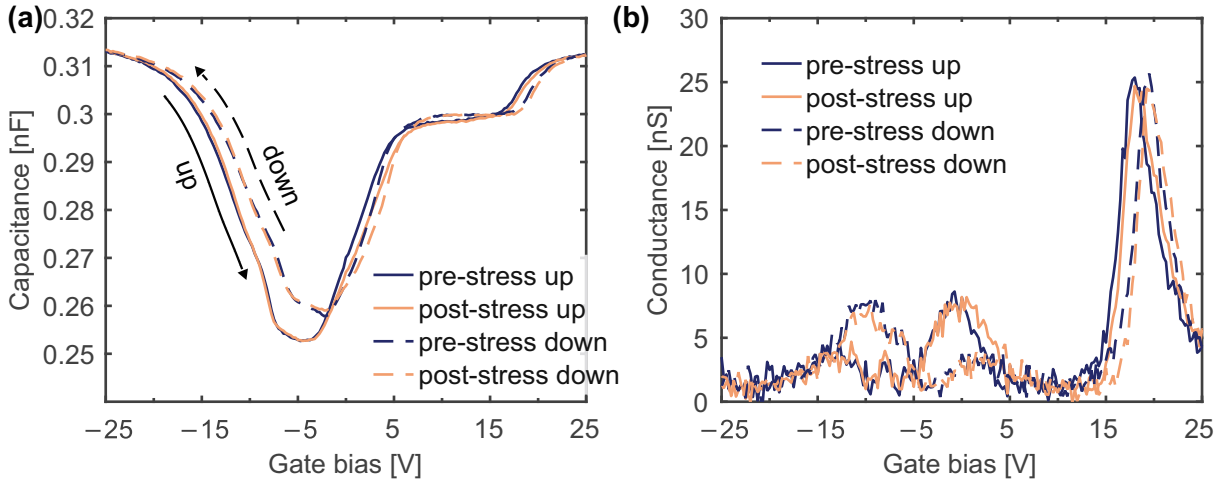 (a)
0.32
0.31
0.3
0.29
0.28
0.27
0.26
0.25
Capacitance [nF]
up
down
pre-stress up
post-stress up
pre-stress down
post-stress down
−25
−15
−5
5
15
25
Gate bias [V]
(b)
30
25
20
15
10
5
0
Conductance [nS]
pre-stress up
post-stress up
pre-stress down
post-stress down
−25
−15
−5
5
15
25
Gate bias [V]